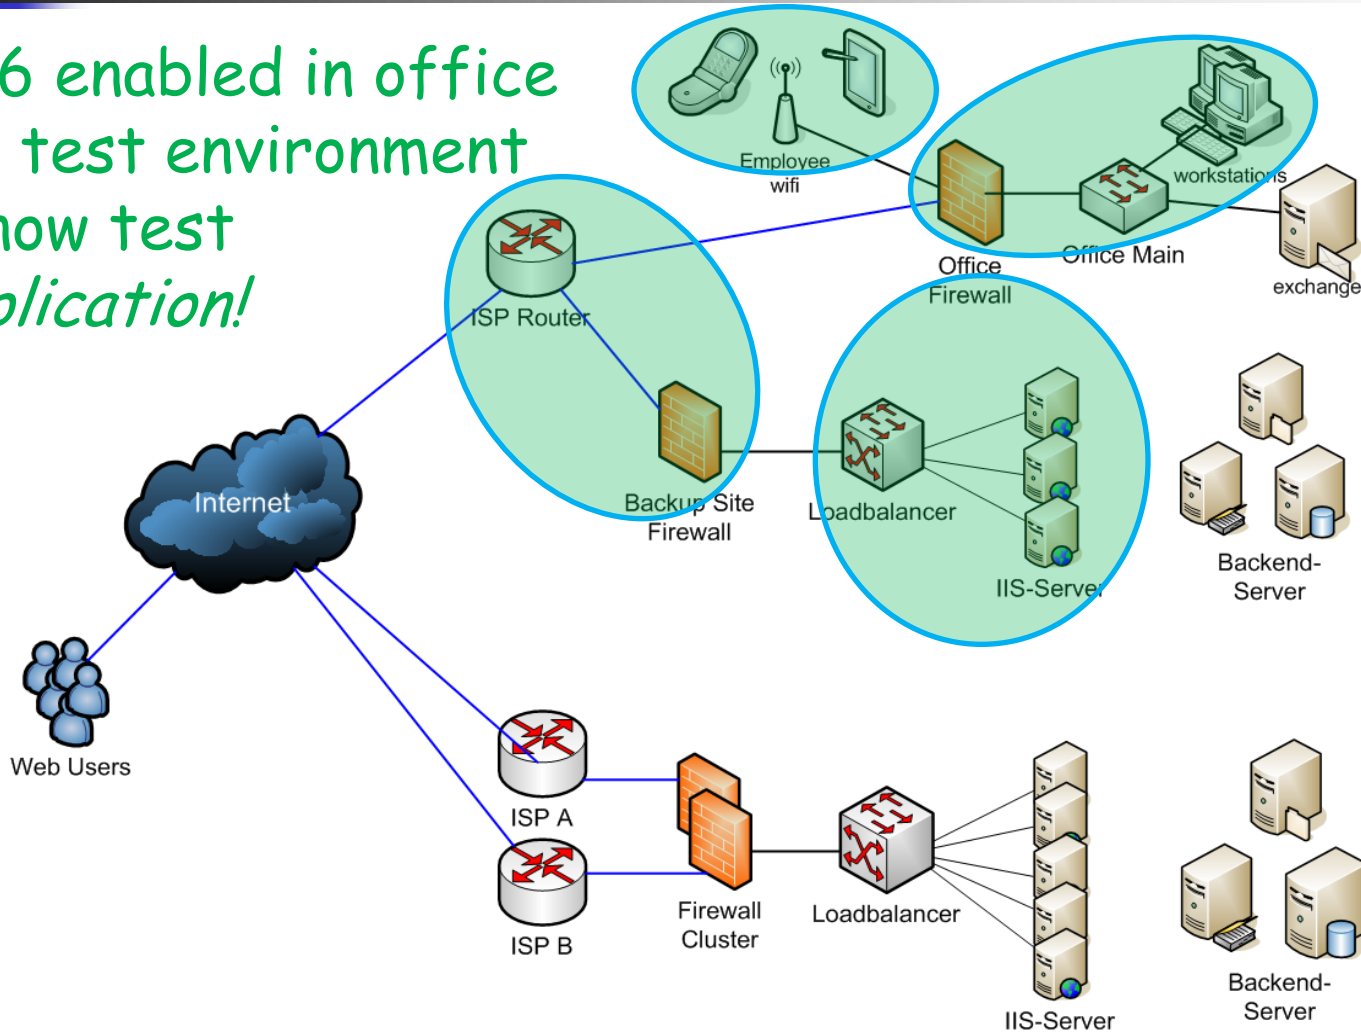 6 enabled in office
test environment
now test
plication!
Employee
wifi
workstations
Office Main
exchange
Office
Firewall
ISP Router
Internet
Backup Site
Firewall
Loadbalancer
IIS-Server
Backend-
Server
Web Users
ISP A
ISP B
Firewall
Cluster
Loadbalancer
IIS-Server
Backend-
Server